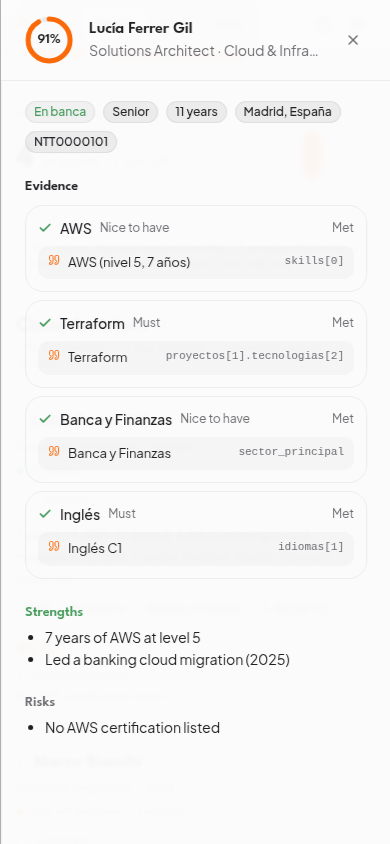 91%
Lucía Ferrer Gil
Solutions Architect · Cloud & Infra...
En banca
Senior
11 years
Madrid, España
NTT0000101
Evidence
AWS Nice to have Met
AWS (nivel 5, 7 años) skills[0]
Terraform Must Met
Terraform proyectos[1].tecnologias[2]
Banca y Finanzas Nice to have Met
Banca y Finanzas sector_principal
Inglés Must Met
Inglés C1 idiomas[1]
Strengths
7 years of AWS at level 5
Led a banking cloud migration (2025)
Risks
No AWS certification listed